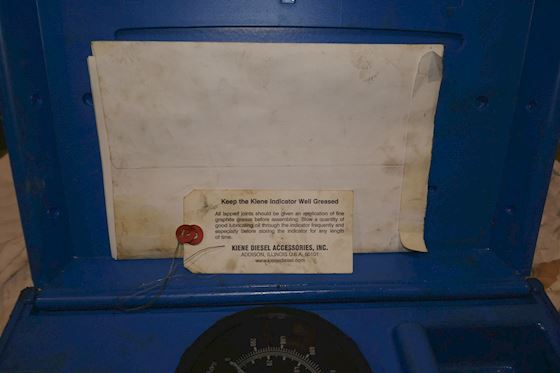 Keep the Kiene Indicator Well Greased
All lapped joints should be given an application of fine
graphite grease before assembling. Blow a quantity of
good lubricating oil through the indicator frequently and
especially before storing the indicator for any length
of time.
KIENE DIESEL ACCESSORIES, INC.
ADDISON, ILLINOIS U.S.A. 60101
www.kienediesel.com